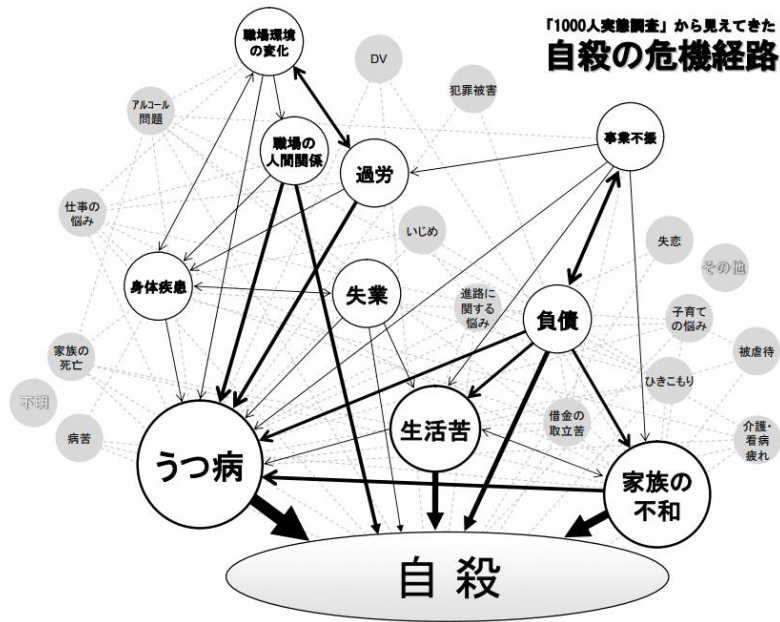 「1000人実態調査」から見えてきた
自殺の危機経路
職場環境
の変化
DV
犯罪被害
アルコール
問題
職場の
人間関係
過労
事業不振
仕事の
悩み
いじめ
失恋
その他
身体疾患
失業
進路に
関する
悩み
負債
子育て
の悩み
家族の
死亡
被虐待
ひきこもり
不明
病苦
うつ病
生活苦
借金の
取立苦
介護・
看病
疲れ
家族の
不和
自殺